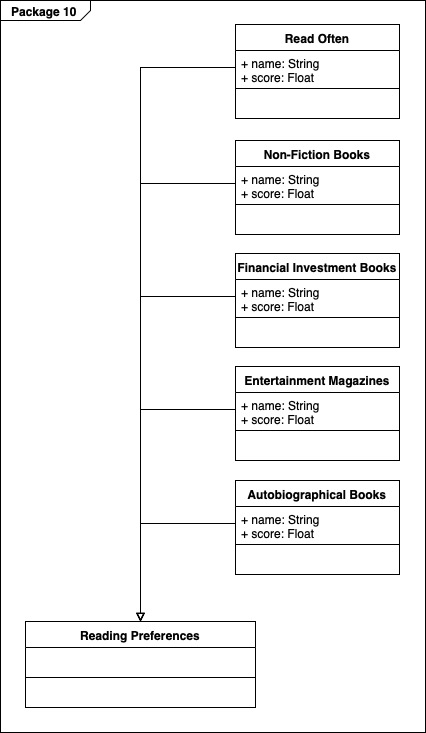 Package 10
Read Often
+ name: String
+ score: Float
Non-Fiction Books
+ name: String
+ score: Float
Financial Investment Books
+ name: String
+ score: Float
Entertainment Magazines
+ name: String
+ score: Float
Autobiographical Books
+ name: String
+ score: Float
Reading Preferences